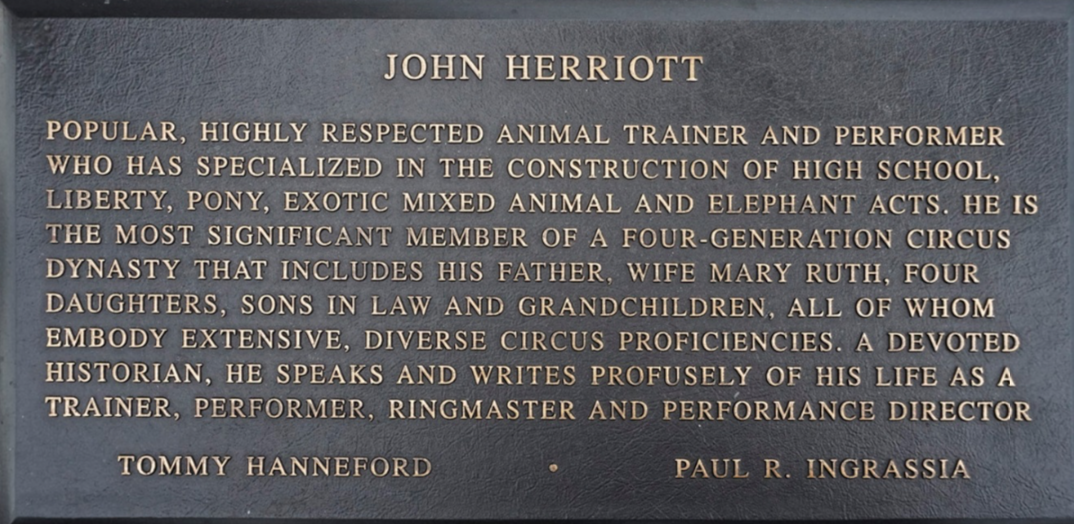 JOHN HERRIOTT
POPULAR, HIGHLY RESPECTED ANIMAL TRAINER AND PERFORMER
WHO HAS SPECIALIZED IN THE CONSTRUCTION OF HIGH SCHOOL,
LIBERTY, PONY, EXOTIC MIXED ANIMAL AND ELEPHANT ACTS. HE IS
THE MOST SIGNIFICANT MEMBER OF A FOUR-GENERATION CIRCUS
DYNASTY THAT INCLUDES HIS FATHER, WIFE MARY RUTH, FOUR
DAUGHTERS, SONS IN LAW AND GRANDCHILDREN, ALL OF WHOM
EMBODY EXTENSIVE, DIVERSE CIRCUS PROFICIENCIES. A DEVOTED
HISTORIAN, HE SPEAKS AND WRITES PROFUSELY OF HIS LIFE AS A
TRAINER, PERFORMER, RINGMASTER AND PERFORMANCE DIRECTOR
TOMMY HANNEFORD • PAUL R. INGRASSIA